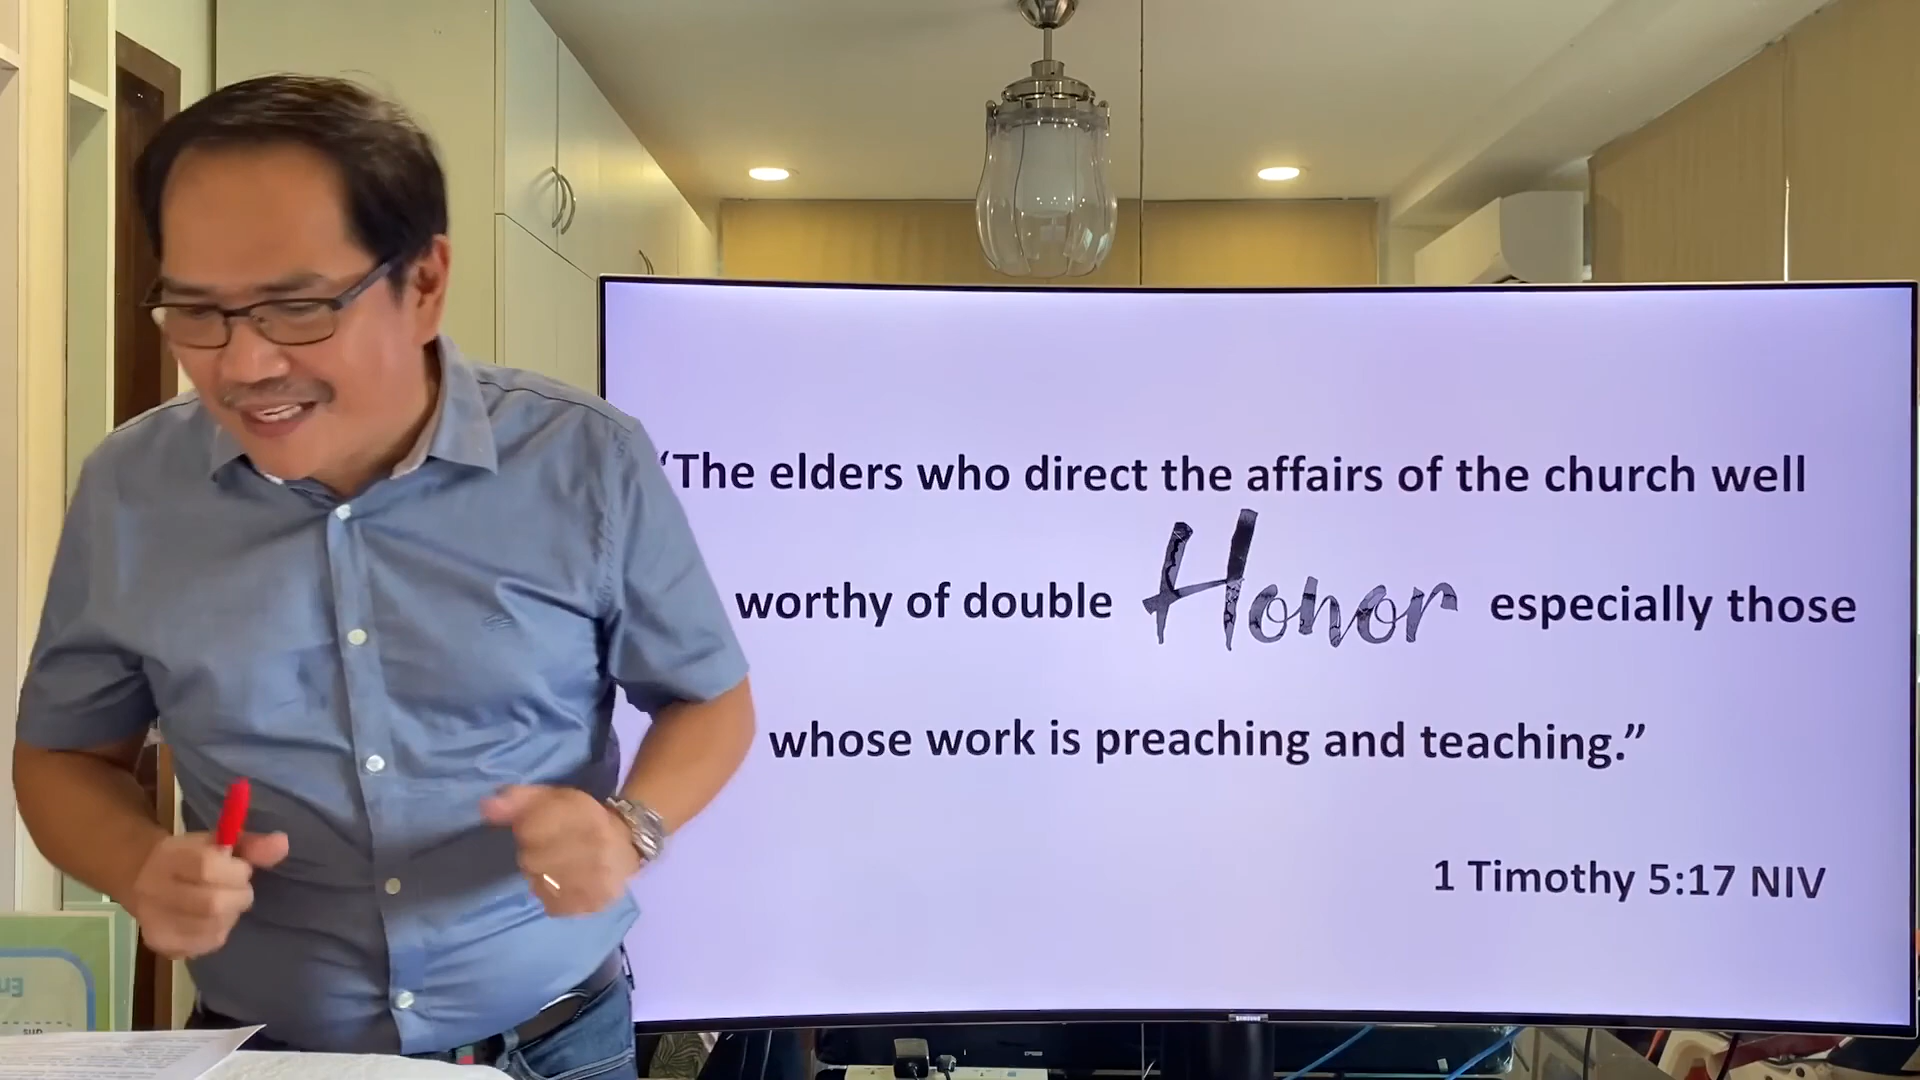 “The elders who direct the affairs of the church well
worthy of double Honor especially those
whose work is preaching and teaching.”
1 Timothy 5:17 NIV
SAMSUNG